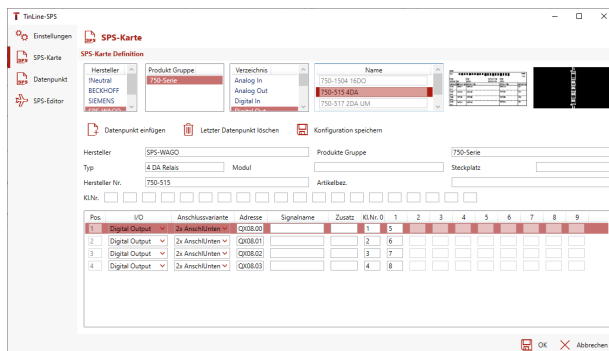 TinLine-SPS
Einstellungen
SPS-Karte
SPS-Karte
Datenpunkt
SPS-Editor
SPS-Karte Definition
Hersteller Produkt Gruppe Verzeichnis Name
!Neutral 750-Serie Analog In 750-1504 16DO
BECKHOFF Analog Out 750-515 4DA
SIEMENS Digital In 750-517 2DA UM
SPS-WAGO Digital Out
Datenpunkt einfügen Letzter Datenpunkt löschen Konfiguration speichern
Hersteller SPS-WAGO Produkte Gruppe 750-Serie
Typ 4 DA Relais Modul Steckplatz
Hersteller Nr. 750-515 Artikelbez.
Kl.Nr.
Pos. I/O Anschlussvariante Adresse Signalname Zusatz Kl.Nr. 0 1 2 3 4 5 6 7 8 9
1 Digital Output 2x AnschlUnten QX08.00 1 5
2 Digital Output 2x AnschlUnten QX08.01 2 6
3 Digital Output 2x AnschlUnten QX08.02 3 7
4 Digital Output 2x AnschlUnten QX08.03 4 8
OK Abbrechen